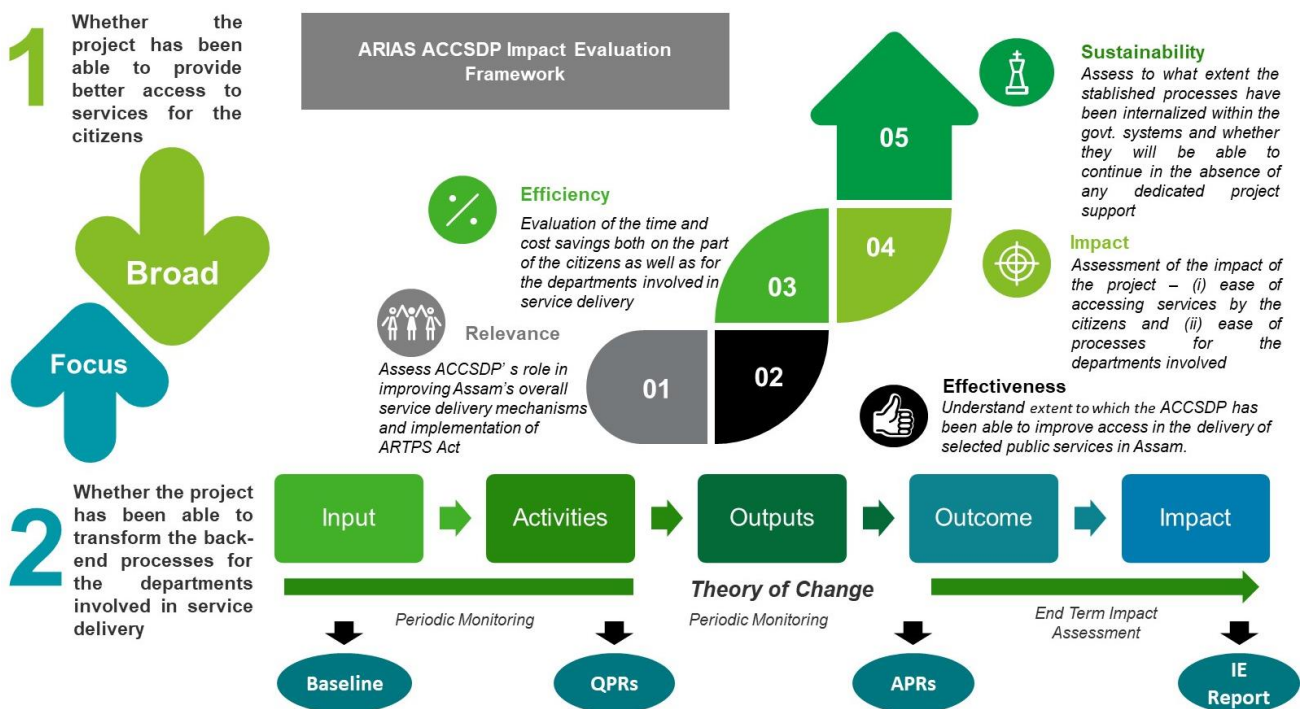 1
Whether the
project has been
able to provide
better access to
services for the
citizens
Broad
Focus
2
Whether the project
has been able to
transform the back-
end processes for
the departments
involved in service
delivery
ARIAS ACCSDP Impact Evaluation
Framework
Efficiency
Evaluation of the time and
cost savings both on the part
of the citizens as well as for
the departments involved in
service delivery
Relevance
Assess ACCSDP' s role in
improving Assam's overall
service delivery mechanisms
and implementation of
ARTPS Act
01
02
03
04
05
Sustainability
Assess to what extent the
stablished processes have
been internalized within the
govt. systems and whether
they will be able to
continue in the absence of
any dedicated project
support
Impact
Assessment of the impact of
the project – (i) ease of
accessing services by the
citizens and (ii) ease of
processes for the
departments involved
Effectiveness
Understand extent to which the ACCSDP has
been able to improve access in the delivery of
selected public services in Assam.
Input
Activities
Outputs
Outcome
Impact
Theory of Change
Periodic Monitoring
Periodic Monitoring
End Term Impact
Assessment
Baseline
QPRs
APRs
IE
Report